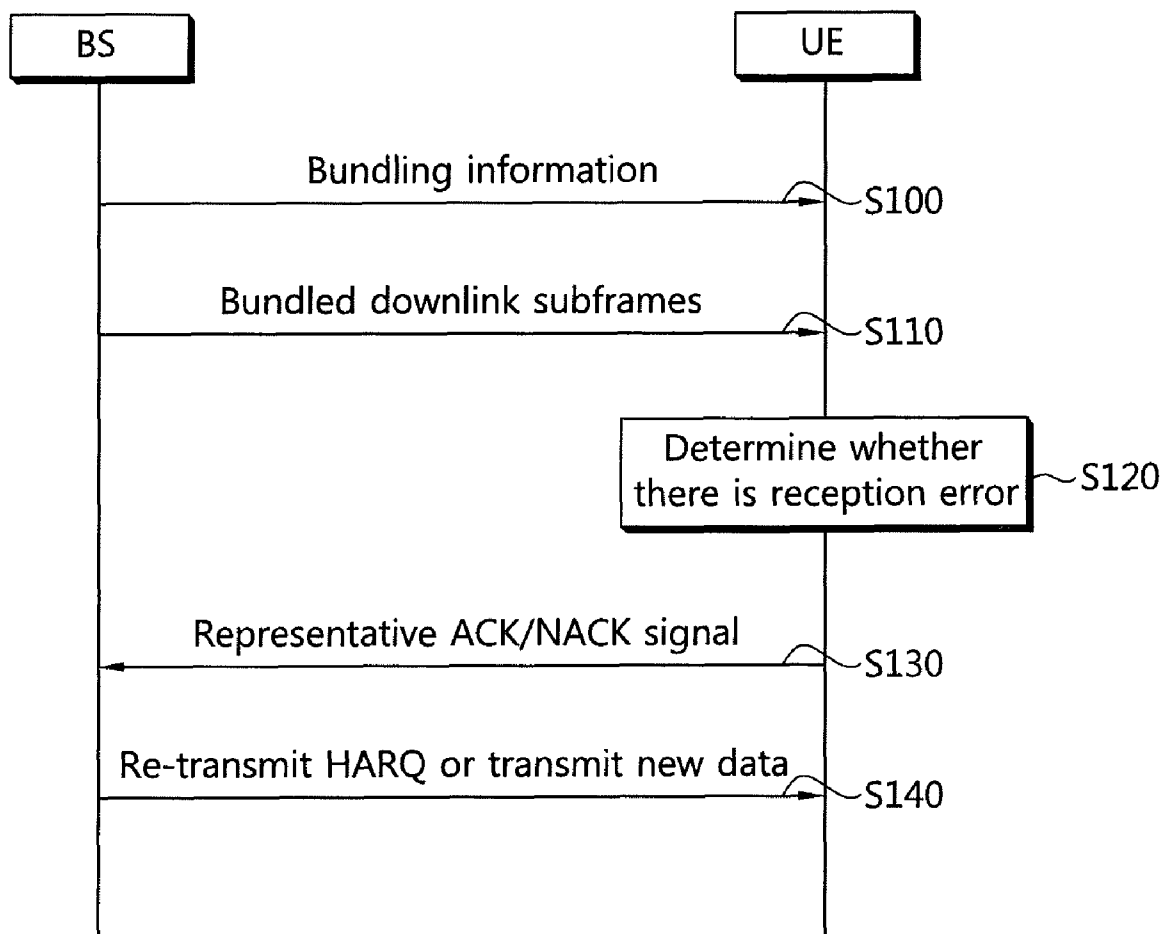 BS
UE
Bundling information
S100
Bundled downlink subframes
S110
Determine whether
there is reception error
S120
Representative ACK/NACK signal
S130
Re-transmit HARQ or transmit new data
S140